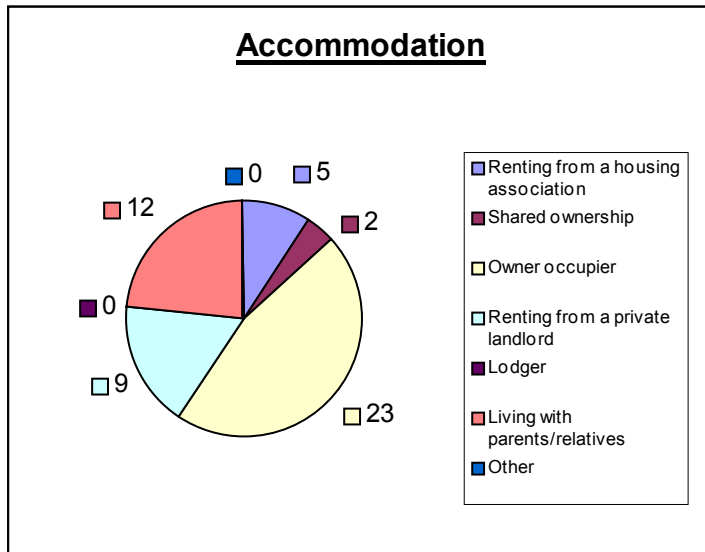 Accommodation
0
5
12
2
0
9
23
Renting from a housing
association
Shared ownership
Owner occupier
Renting from a private
landlord
Lodger
Living with
parents/relatives
Other